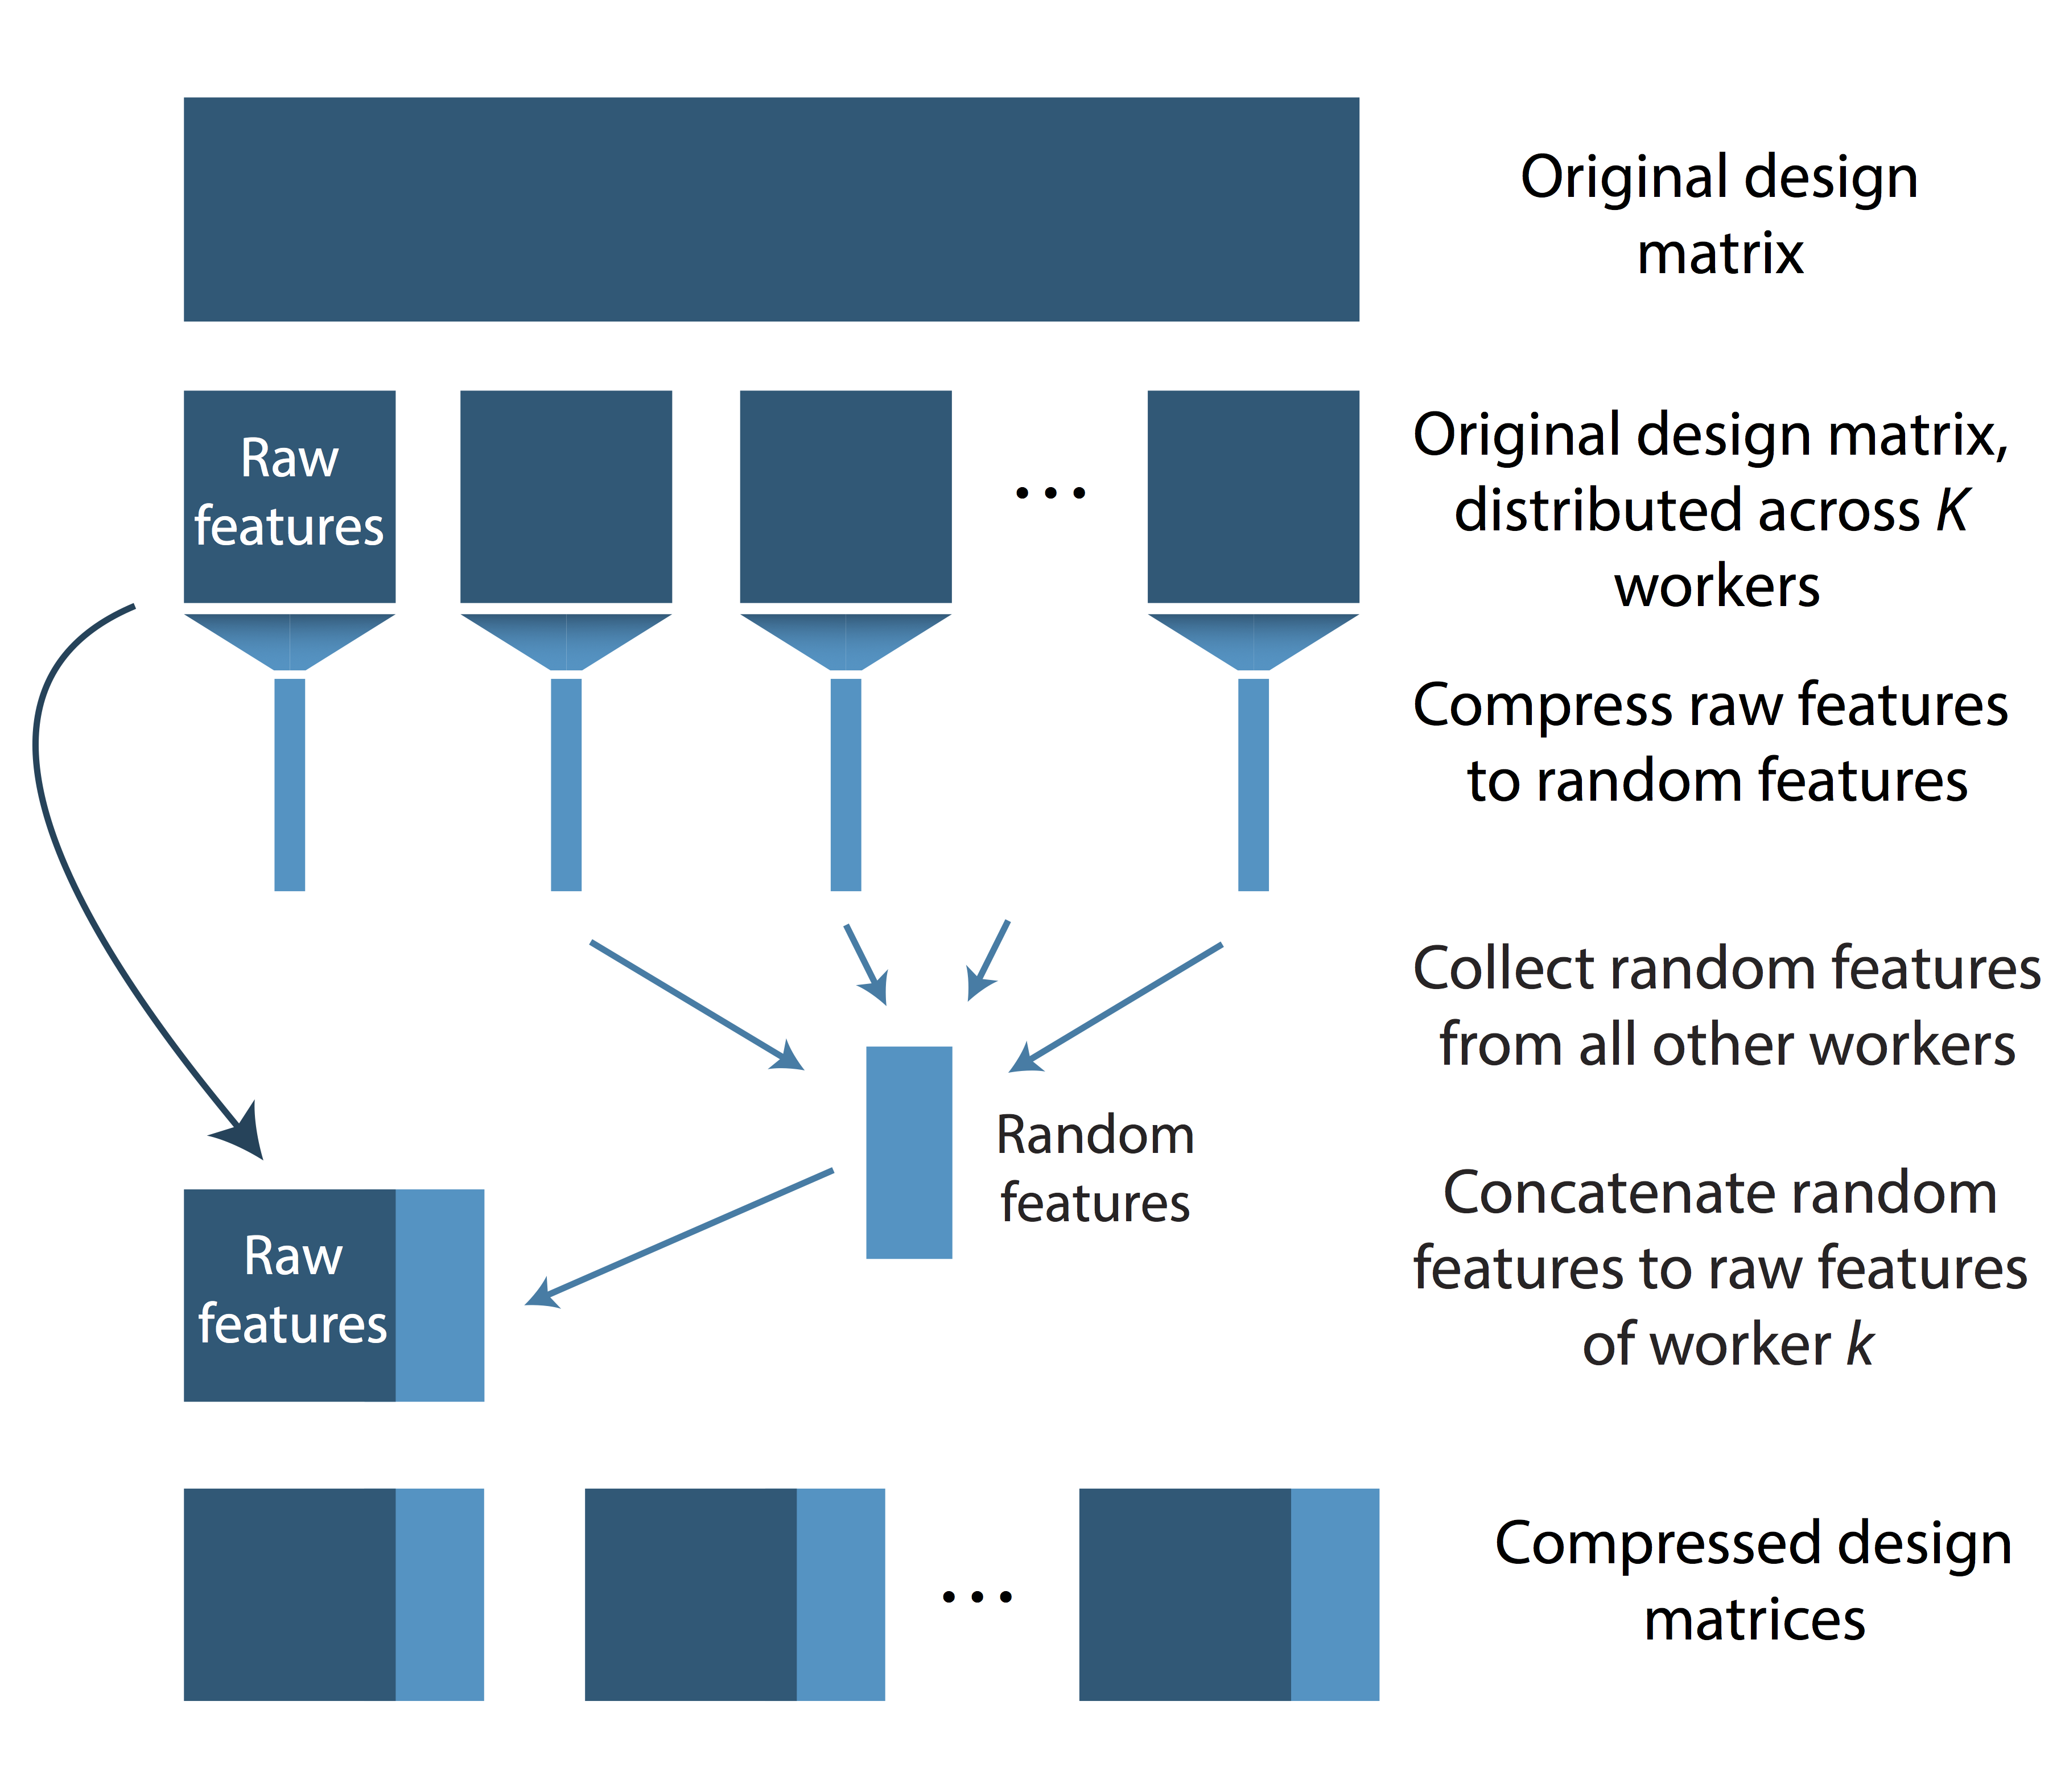 Original design
matrix
Raw
features
...
Original design matrix,
distributed across K
workers
Compress raw features
to random features
Collect random features
from all other workers
Random
features
Concatenate random
features to raw features
of worker k
Raw
features
...
Compressed design
matrices